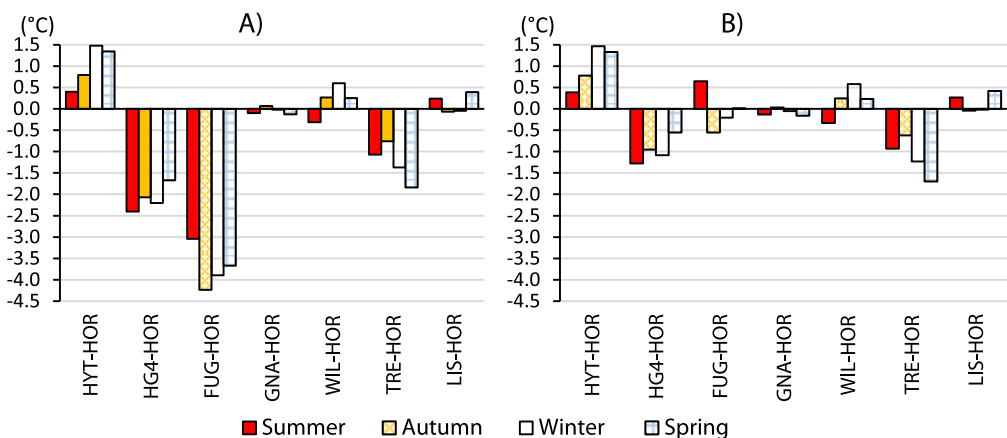 (°C)
A)
1.5
1.0
0.5
0.0
-0.5
-1.0
-1.5
-2.0
-2.5
-3.0
-3.5
-4.0
-4.5
HYT-HOR
HG4-HOR
FUG-HOR
GNA-HOR
WIL-HOR
TRE-HOR
LIS-HOR
(°C)
B)
1.5
1.0
0.5
0.0
-0.5
-1.0
-1.5
-2.0
-2.5
-3.0
-3.5
-4.0
-4.5
HYT-HOR
HG4-HOR
FUG-HOR
GNA-HOR
WIL-HOR
TRE-HOR
LIS-HOR
Summer Autumn Winter Spring